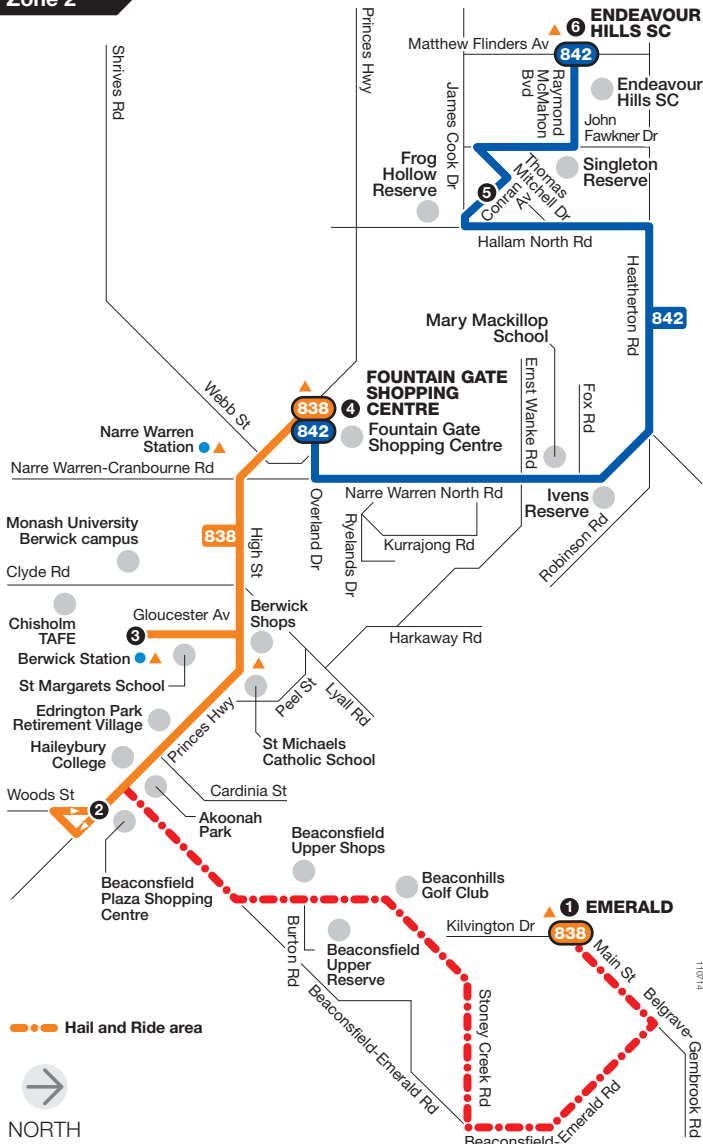 Zone 2
Shrives Rd
Princes Hwy
6 ENDEAVOUR
HILLS SC
Matthew Flinders Av
842
James Cook Dr
Raymond
McMahon
Bvd
Endeavour
Hills SC
John
Fawkner Dr
Frog
Hollow
Reserve
Thomas
Mitchell Dr
Singleton
Reserve
5
Conran
Av
Hallam North Rd
Heatherton Rd
842
Mary Mackillop
School
Ernst Wanke Rd
Fox Rd
Webb St
838
842
4
FOUNTAIN GATE
SHOPPING
CENTRE
Fountain Gate
Shopping Centre
Narre Warren
Station
Narre Warren-Cranbourne Rd
Overland Dr
Narre Warren North Rd
Ivens
Reserve
Ryelands Dr
Kurrajong Rd
Robinson Rd
Monash University
Berwick campus
838
High St
Clyde Rd
Chisholm
TAFE
Gloucester Av
Berwick
Shops
3
Berwick Station
Harkaway Rd
St Margarets School
Peel St
Lyall Rd
Edrington Park
Retirement Village
Princes Hwy
St Michaels
Catholic School
Haileybury
College
Woods St
2
Cardinia St
Akoonah
Park
Beaconsfield
Plaza Shopping
Centre
Beaconsfield
Upper Shops
Beaconhills
Golf Club
1 EMERALD
Kilvington Dr
838
Main St
Burton Rd
Beaconsfield
Upper
Reserve
Beaconsfield-Emerald Rd
Stoney Creek Rd
Belgrave-Gembrook Rd
110714
Hail and Ride area
Beaconsfield-Emerald Rd
NORTH